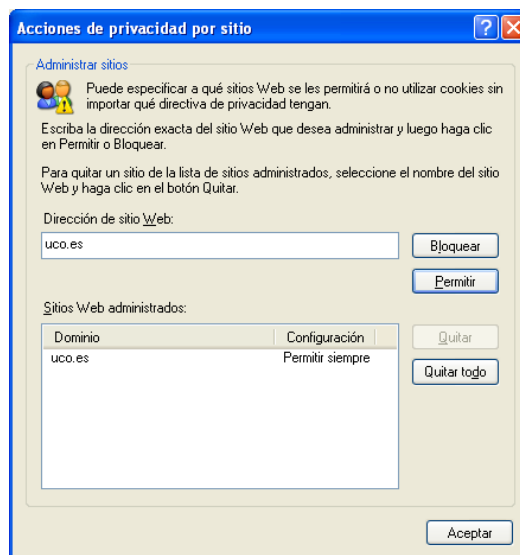 Acciones de privacidad por sitio
Administrar sitios
Puede especificar a qué sitios Web se les permitirá o no utilizar cookies sin
importar qué directiva de privacidad tengan.
Escriba la dirección exacta del sitio Web que desea administrar y luego haga clic
en Permitir o Bloquear.
Para quitar un sitio de la lista de sitios administrados, seleccione el nombre del sitio
Web y haga clic en el botón Quitar.
Dirección de sitio Web:
uco.es
Bloquear
Permitir
Sitios Web administrados:
Dominio Configuración
uco.es Permitir siempre
Quitar
Quitar todo
Aceptar